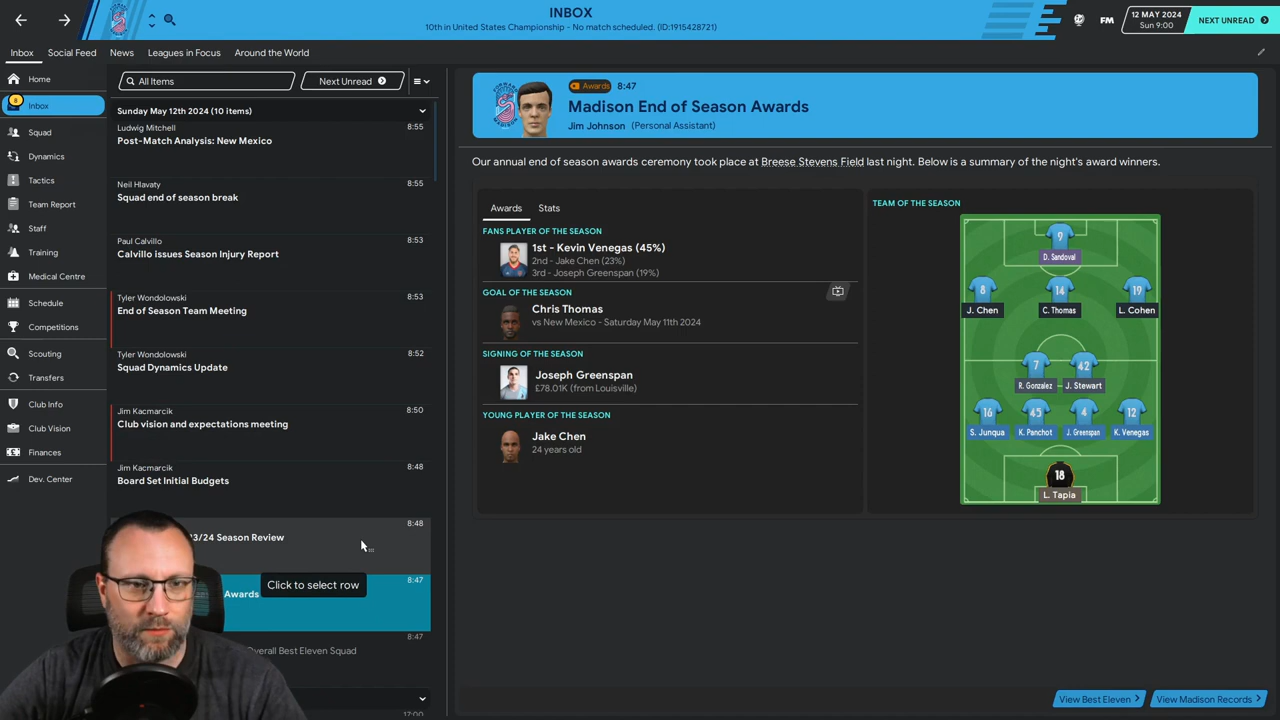 INBOX
10th in United States Championship - No match scheduled. (ID:1915428721)
FM
12 MAY 2024
Sun 9:00
NEXT UNREAD
Inbox Social Feed News Leagues in Focus Around the World
Home
8
Inbox
Squad
Dynamics
Tactics
Team Report
Staff
Training
Medical Centre
Schedule
Competitions
Scouting
Transfers
Club Info
Club Vision
Finances
Dev. Center
All Items
Next Unread
Sunday May 12th 2024 (10 items)
Ludwig Mitchell 8:55
Post-Match Analysis: New Mexico
Neil Hlavaty 8:55
Squad end of season break
Paul Calvillo 8:53
Calvillo issues Season Injury Report
Tyler Wondolowski 8:53
End of Season Team Meeting
Tyler Wondolowski 8:52
Squad Dynamics Update
Jim Kacmarcik 8:50
Club vision and expectations meeting
Jim Kacmarcik 8:48
Board Set Initial Budgets
8:48
3/24 Season Review
Click to select row
8:47
Awards
8:47
Overall Best Eleven Squad
17:00
Awards 8:47
Madison End of Season Awards
Jim Johnson (Personal Assistant)
Our annual end of season awards ceremony took place at Breese Stevens Field last night. Below is a summary of the night's award winners.
Awards Stats
FANS PLAYER OF THE SEASON
1st - Kevin Venegas (45%)
2nd - Jake Chen (23%)
3rd - Joseph Greenspan (19%)
GOAL OF THE SEASON
Chris Thomas
vs New Mexico - Saturday May 11th 2024
SIGNING OF THE SEASON
Joseph Greenspan
£78.01K (from Louisville)
YOUNG PLAYER OF THE SEASON
Jake Chen
24 years old
TEAM OF THE SEASON
9
D. Sandoval
8 14 19
J. Chen C. Thomas L. Cohen
7 42
R. Gonzalez J. Stewart
16 45 4 12
S. Junqua K. Panchot J. Greenspan K. Venegas
18
L. Tapia
View Best Eleven View Madison Records